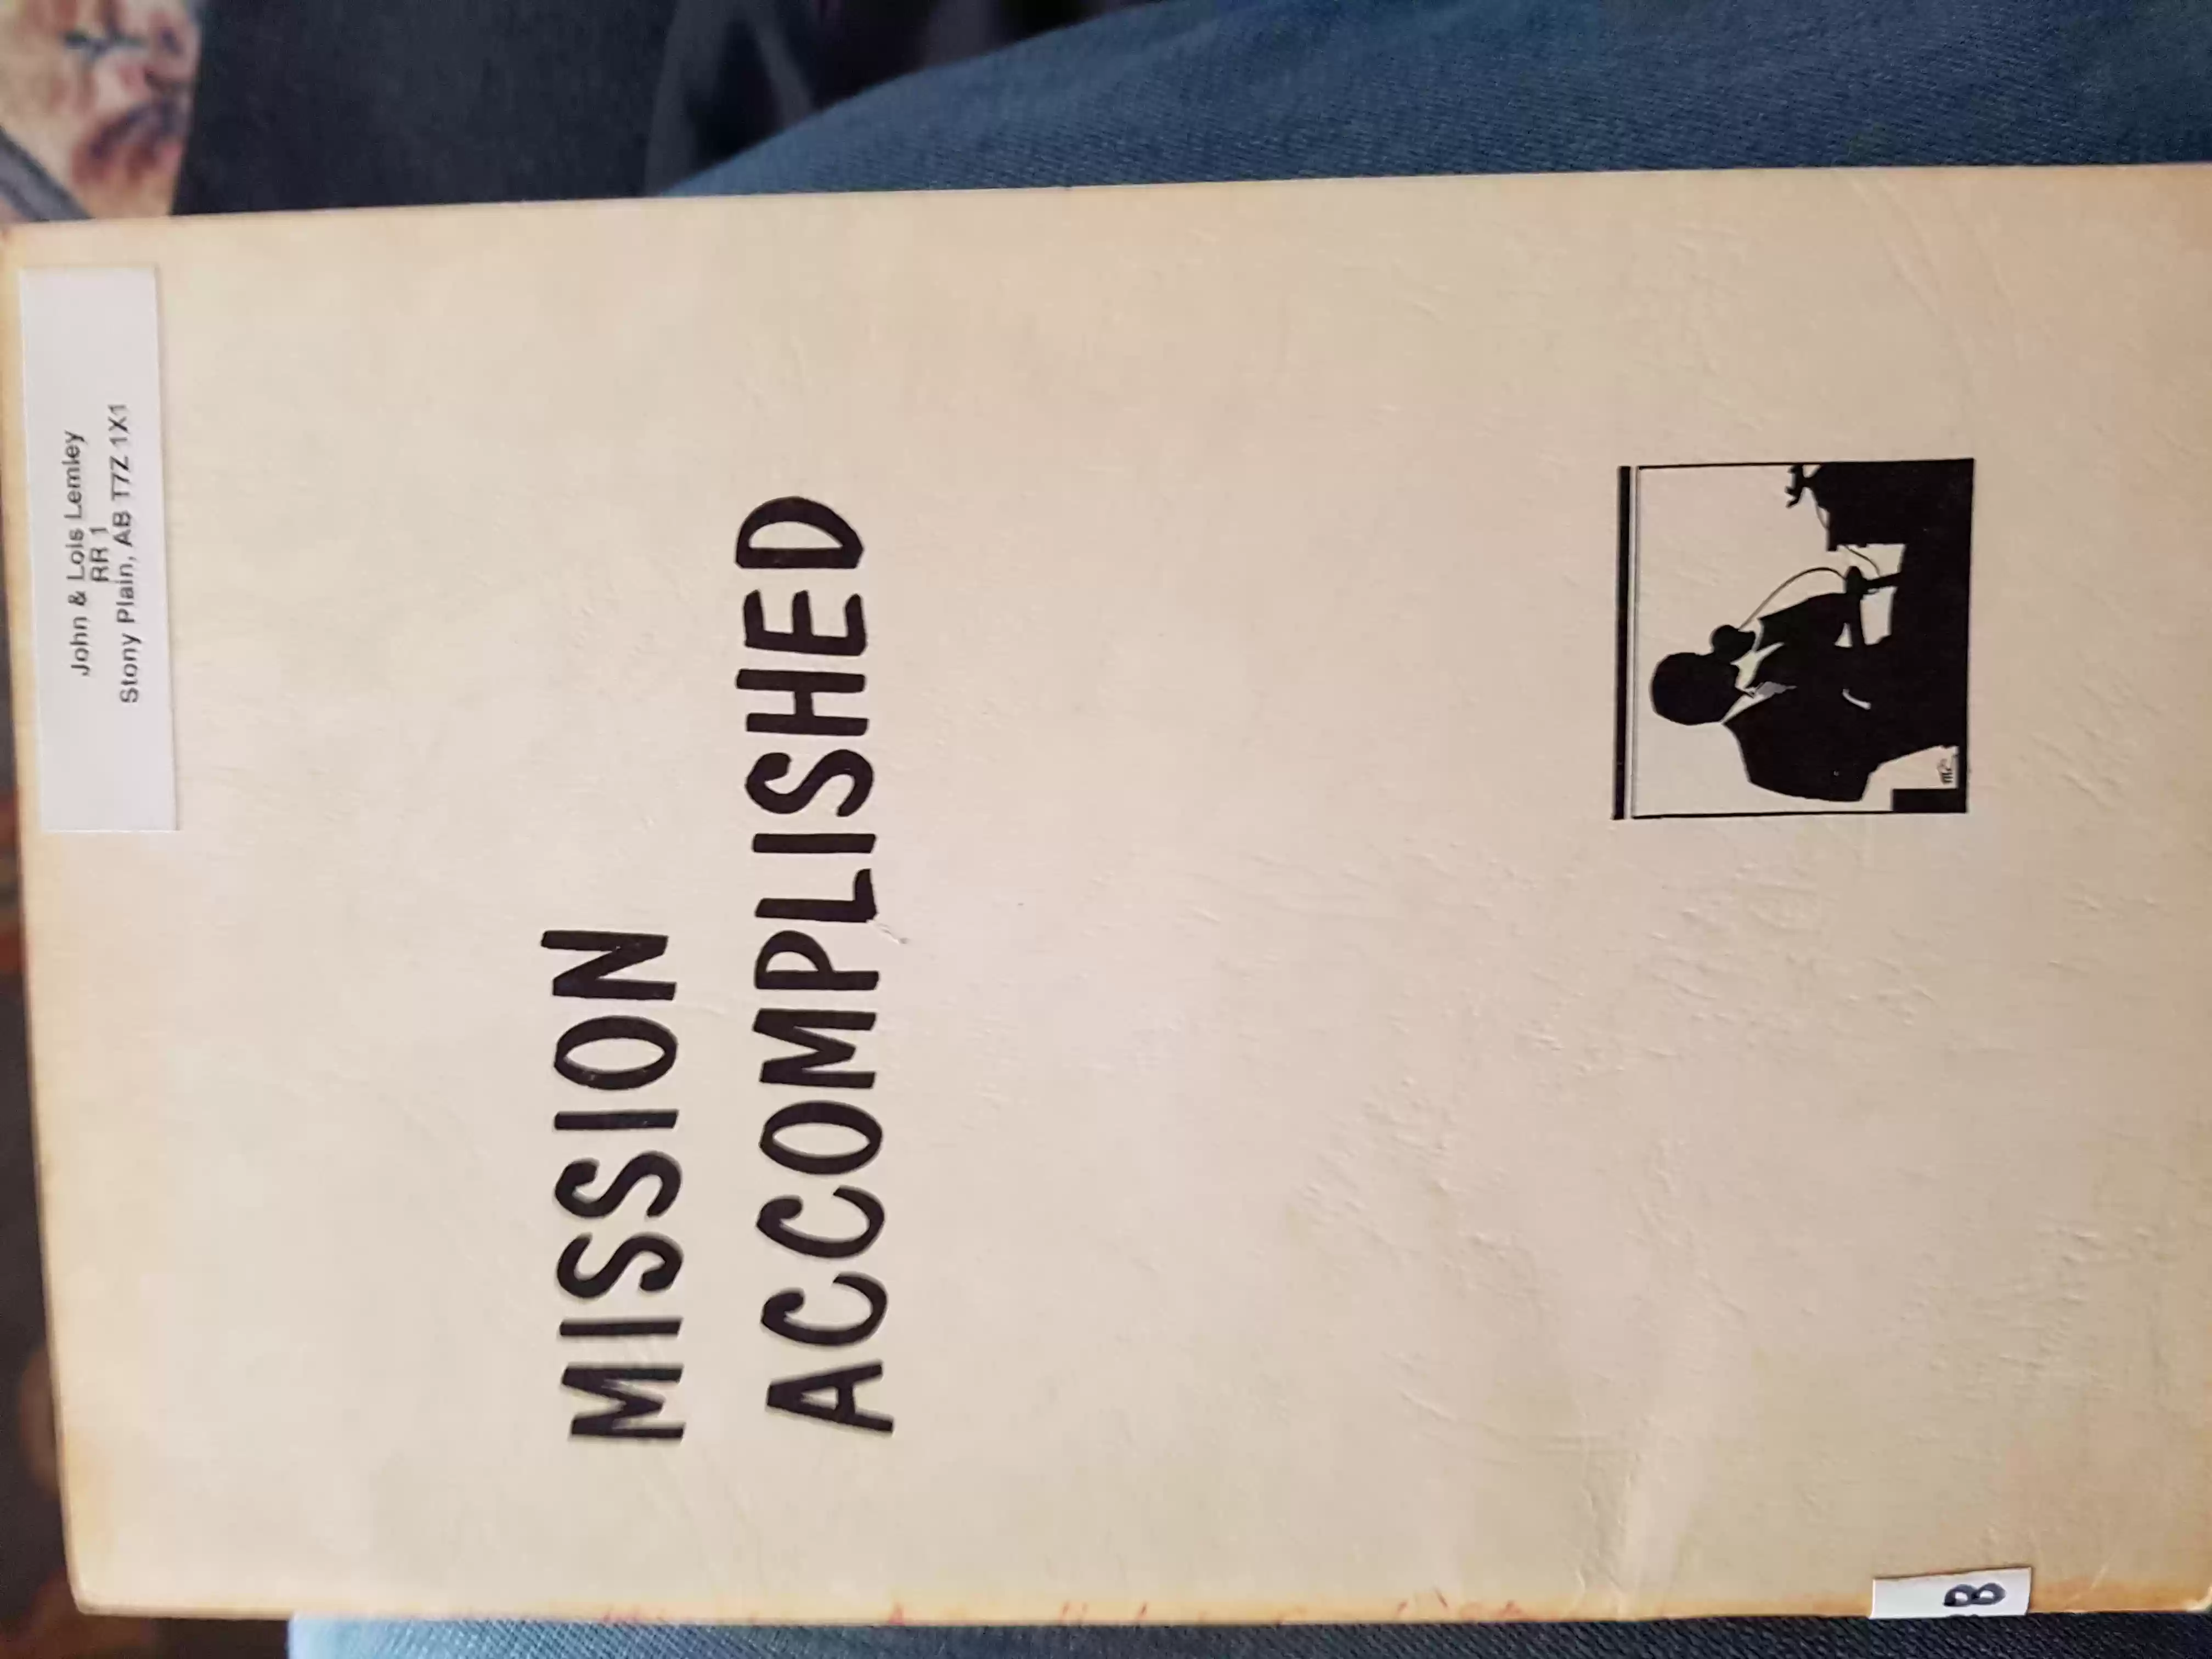 John & Lois Lemley
RR 1
Stony Plain, AB T7Z 1X1
MISSION
ACCOMPLISHED
B